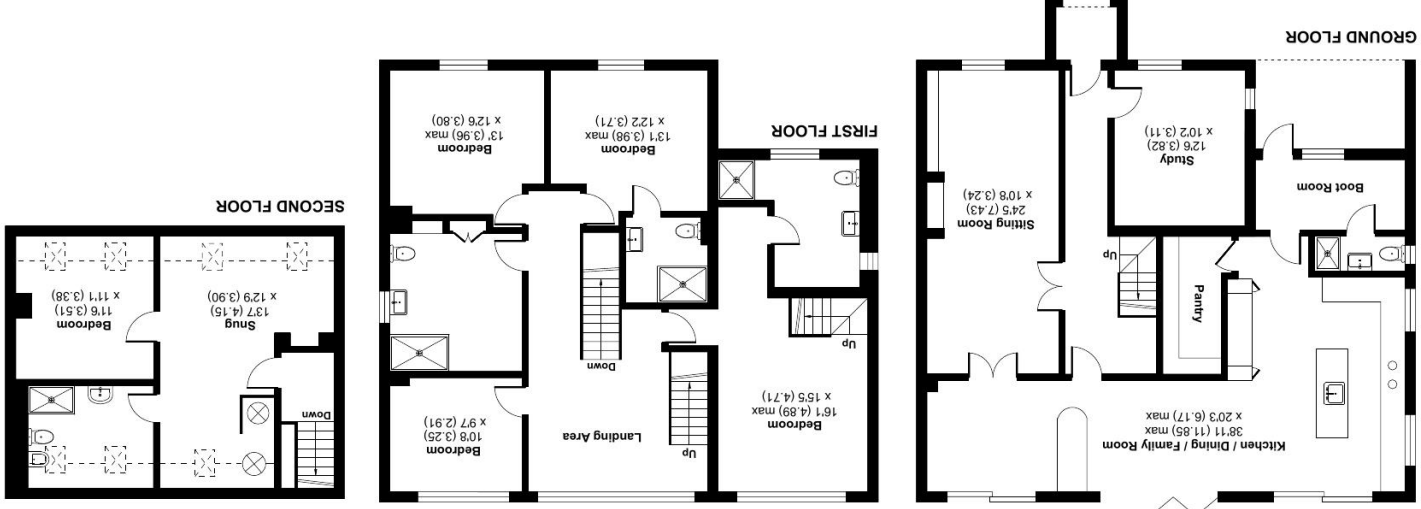 GROUND FLOOR
Kitchen / Dining / Family Room
38'11 (11.85) max
x 20'3 (6.17) max
Pantry
Up
Boot Room
Study
12'6 (3.82)
x 10'2 (3.11)
Sitting Room
24'5 (7.43)
x 10'8 (3.24)
FIRST FLOOR
Bedroom
16'1 (4.89) max
x 15'5 (4.71)
Up
Up
Landing Area
Down
Bedroom
10'8 (3.25)
x 9'7 (2.91)
Bedroom
13'1 (3.98) max
x 12'2 (3.71)
Bedroom
13' (3.96) max
x 12'6 (3.80)
SECOND FLOOR
Down
Snug
13'7 (4.15)
x 12'9 (3.90)
Bedroom
11'6 (3.51)
x 11'1 (3.38)